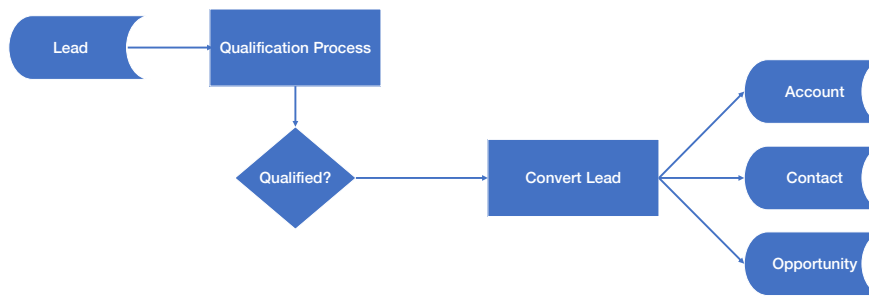 Lead
Qualification Process
Account
Qualified?
Convert Lead
Contact
Opportunity